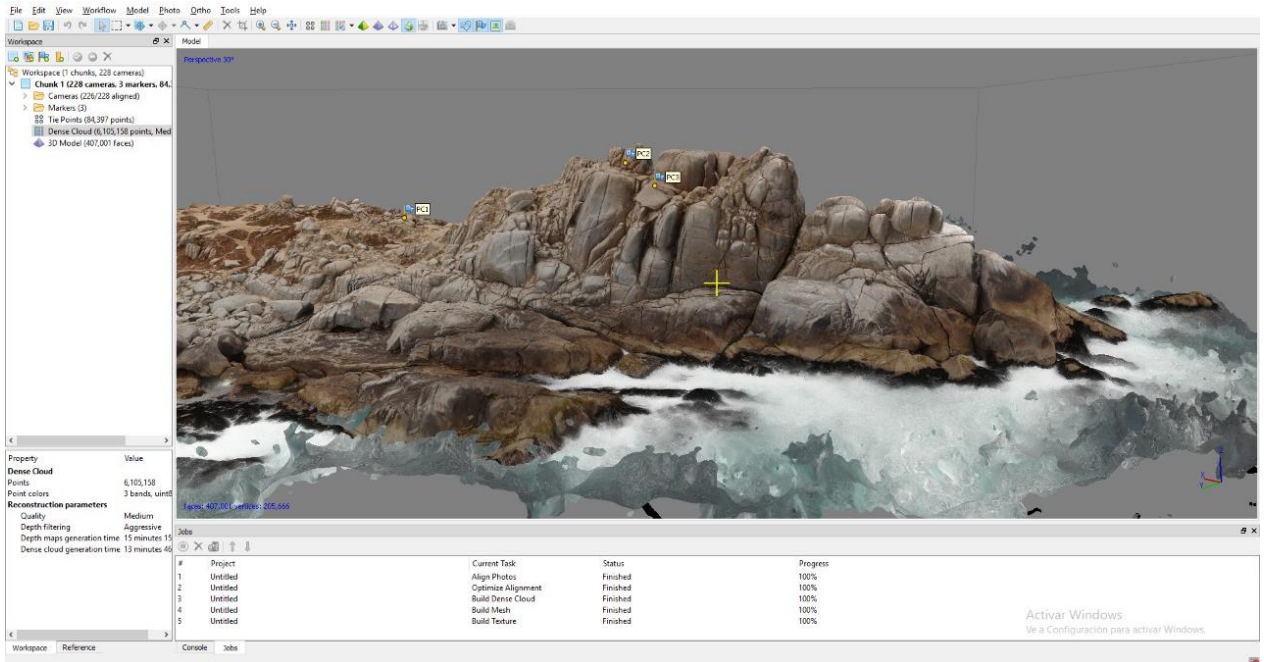 File Edit View Workflow Model Photo Ortho Tools Help
Workspace
Model
Workspace (1 chunks, 228 cameras)
Chunk 1 (228 cameras, 3 markers, 84,
Cameras (226/228 aligned)
Markers (3)
Tie Points (84,397 points)
Dense Cloud (6,105,158 points, Med
3D Model (407,001 faces)
Perspective 30°
PC2
PC3
PC1
X
Y
Z
Faces: 407,001 vertices: 205,666
Property Value
Dense Cloud
Points 6,105,158
Point colors 3 bands, uint8
Reconstruction parameters
Quality Medium
Depth filtering Aggressive
Depth maps generation time 15 minutes 15
Dense cloud generation time 13 minutes 46
Workspace Reference
Jobs
# Project Current Task Status Progress
1 Untitled Align Photos Finished 100%
2 Untitled Optimize Alignment Finished 100%
3 Untitled Build Dense Cloud Finished 100%
4 Untitled Build Mesh Finished 100%
5 Untitled Build Texture Finished 100%
Console Jobs
Activar Windows
Ve a Configuración para activar Windows.